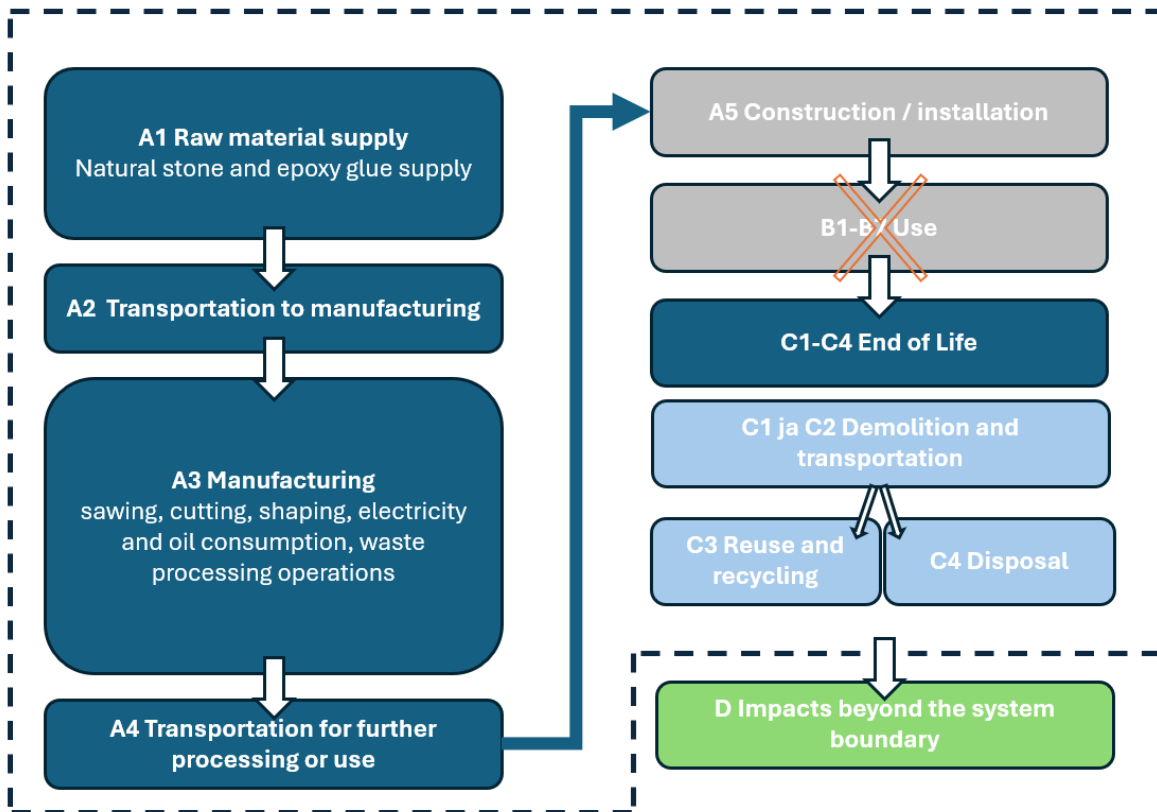 A1 Raw material supply
Natural stone and epoxy glue supply
A2 Transportation to manufacturing
A3 Manufacturing
sawing, cutting, shaping, electricity
and oil consumption, waste
processing operations
A4 Transportation for further
processing or use
A5 Construction / installation
B1-B7 Use
C1-C4 End of Life
C1 ja C2 Demolition and
transportation
C3 Reuse and
recycling
C4 Disposal
D Impacts beyond the system
boundary